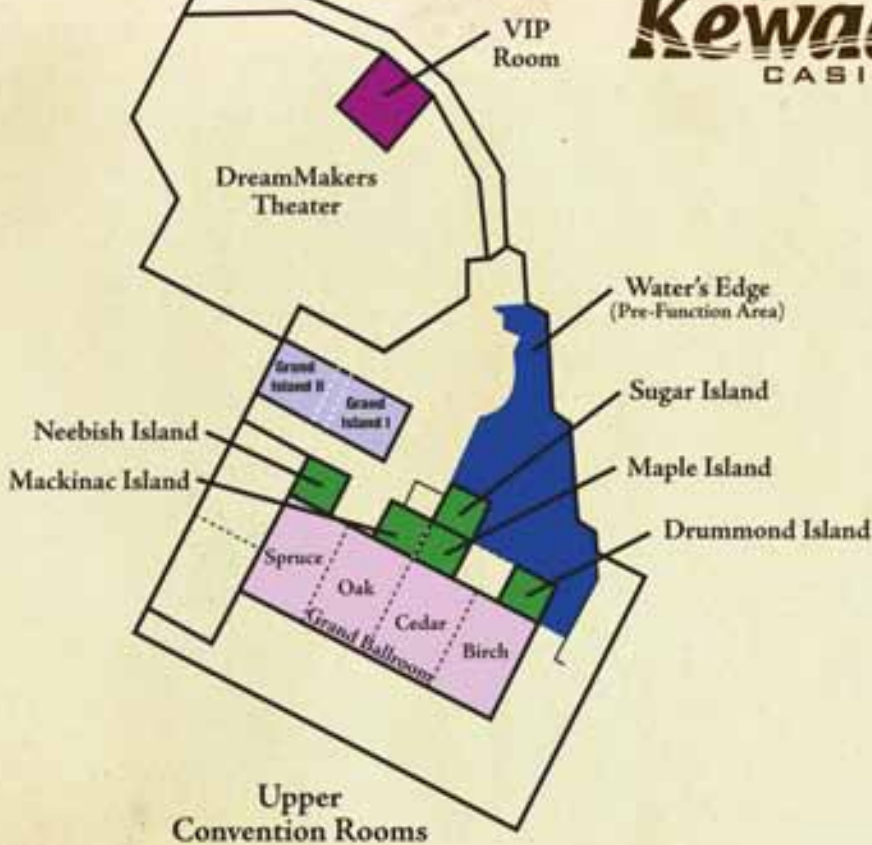 VIP
Room
CASI
DreamMakers
Theater
Water's Edge
(Pre-Function Area)
Grand
Island II
Grand
Island I
Sugar Island
Neebish Island
Maple Island
Mackinac Island
Drummond Island
Spruce
Oak
Cedar
Birch
Grand Ballroom
Upper
Convention Rooms